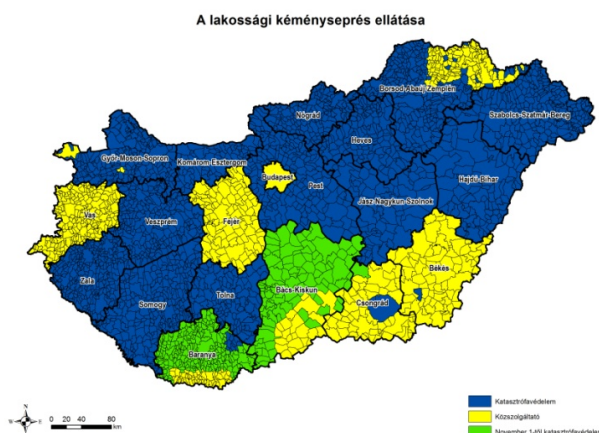 A lakossági kéményseprés ellátása
Borsod-Abaúj-Zemplén
Szabolcs-Szatmár-Bereg
Nógrád
Heves
Győr-Moson-Sopron
Komárom-Esztergom
Budapest
Pest
Hajdú-Bihar
Jász-Nagykun-Szolnok
Vas
Veszprém
Fejér
Békés
Zala
Bács-Kiskun
Tolna
Somogy
Csongrád
Baranya
W E
S
0 20 40 80
km
Katasztrófavédelem
Közszolgáltató
November 1-től katasztrófavédelem